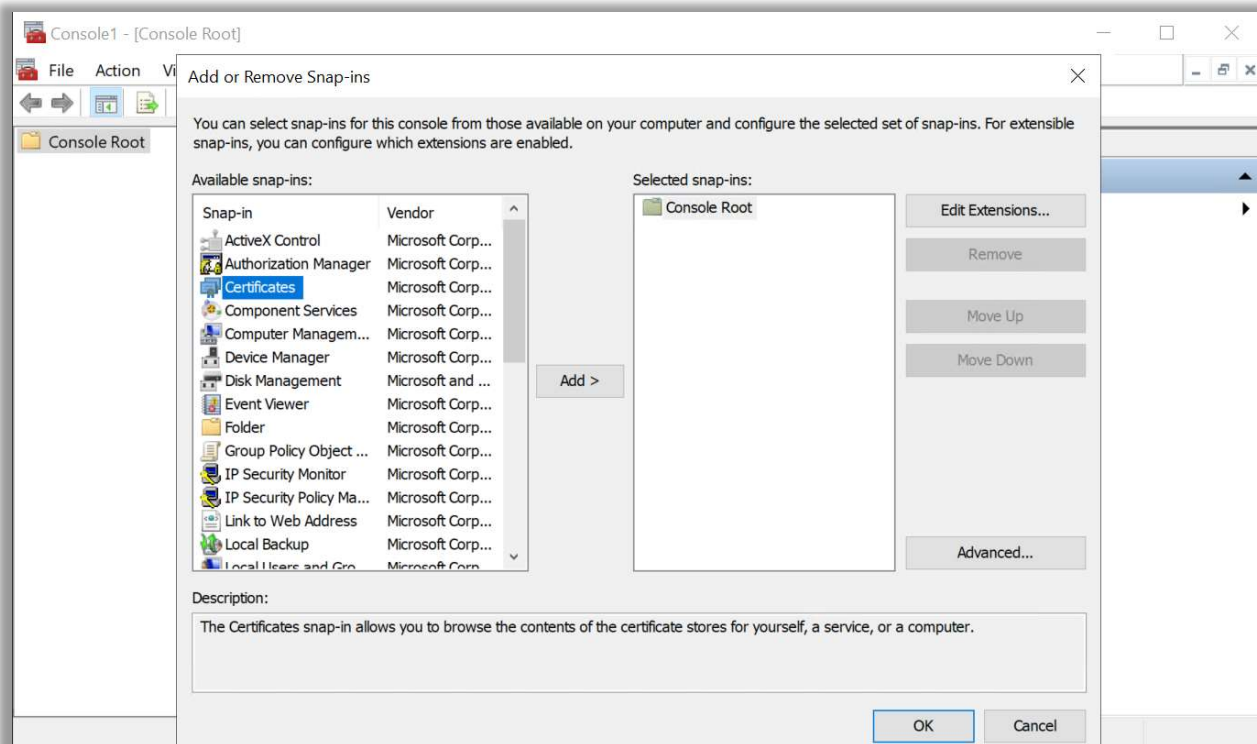 Console1 - [Console Root]
File Action Vi
Add or Remove Snap-ins
You can select snap-ins for this console from those available on your computer and configure the selected set of snap-ins. For extensible
snap-ins, you can configure which extensions are enabled.
Available snap-ins:
Selected snap-ins:
Console Root
Snap-in Vendor
ActiveX Control Microsoft Corp...
Authorization Manager Microsoft Corp...
Certificates Microsoft Corp...
Component Services Microsoft Corp...
Computer Managem... Microsoft Corp...
Device Manager Microsoft Corp...
Disk Management Microsoft and ...
Event Viewer Microsoft Corp...
Folder Microsoft Corp...
Group Policy Object ... Microsoft Corp...
IP Security Monitor Microsoft Corp...
IP Security Policy Ma... Microsoft Corp...
Link to Web Address Microsoft Corp...
Local Backup Microsoft Corp...
Local Users and Gro Microsoft Corp
Add >
Console Root
Edit Extensions...
Remove
Move Up
Move Down
Advanced...
Description:
The Certificates snap-in allows you to browse the contents of the certificate stores for yourself, a service, or a computer.
OK Cancel